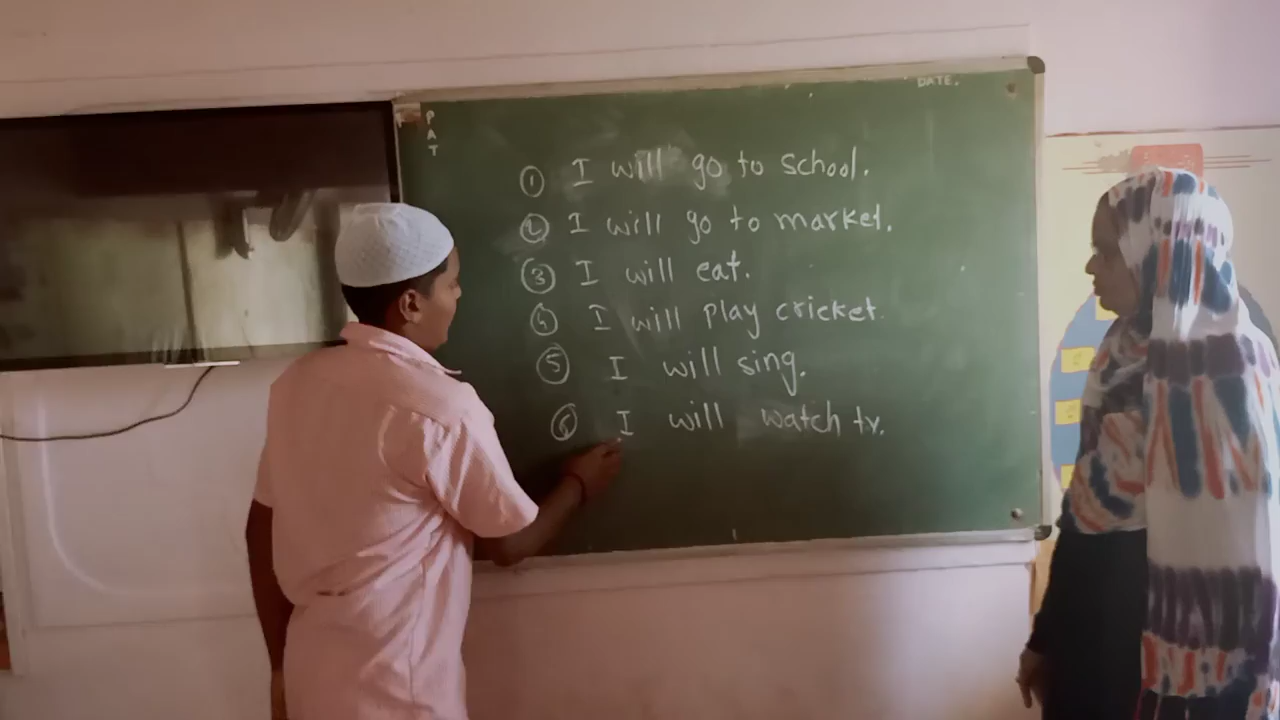 DATE.
PAT
① I will go to school.
② I will go to market.
③ I will eat.
④ I will play cricket.
⑤ I will sing.
⑥ I will watch tv.